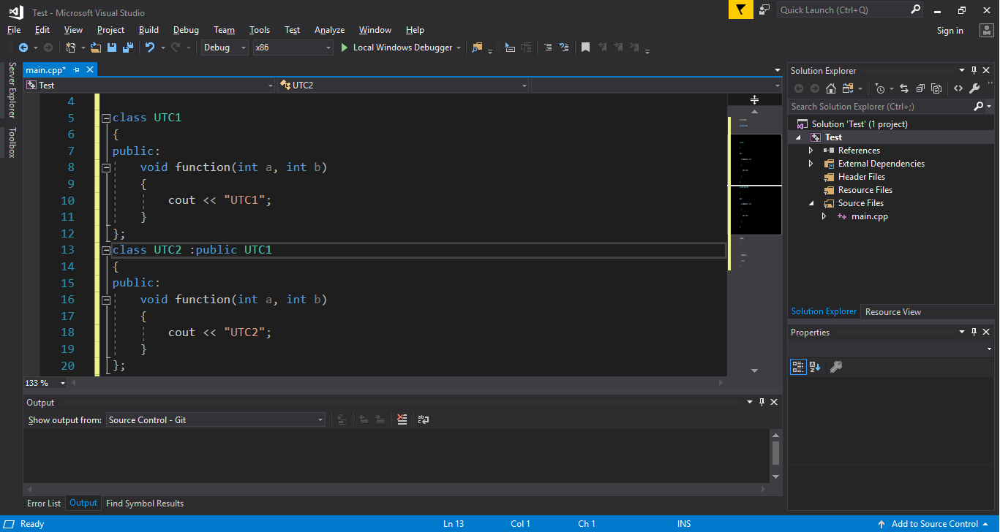 Test - Microsoft Visual Studio
Quick Launch (Ctrl+Q)
File Edit View Project Build Debug Team Tools Test Analyze Window Help
Sign in
Debug x86 Local Windows Debugger
Server Explorer
Toolbox
main.cpp*
Test UTC2
4
5 class UTC1
6 {
7 public:
8 void function(int a, int b)
9 {
10 cout << "UTC1";
11 }
12 };
13 class UTC2 :public UTC1
14 {
15 public:
16 void function(int a, int b)
17 {
18 cout << "UTC2";
19 }
20 };
133 %
Output
Show output from: Source Control - Git
Error List Output Find Symbol Results
Solution Explorer
Search Solution Explorer (Ctrl+;)
Solution 'Test' (1 project)
Test
References
External Dependencies
Header Files
Resource Files
Source Files
main.cpp
Solution Explorer Resource View
Properties
Ready Ln 13 Col 1 Ch 1 INS Add to Source Control